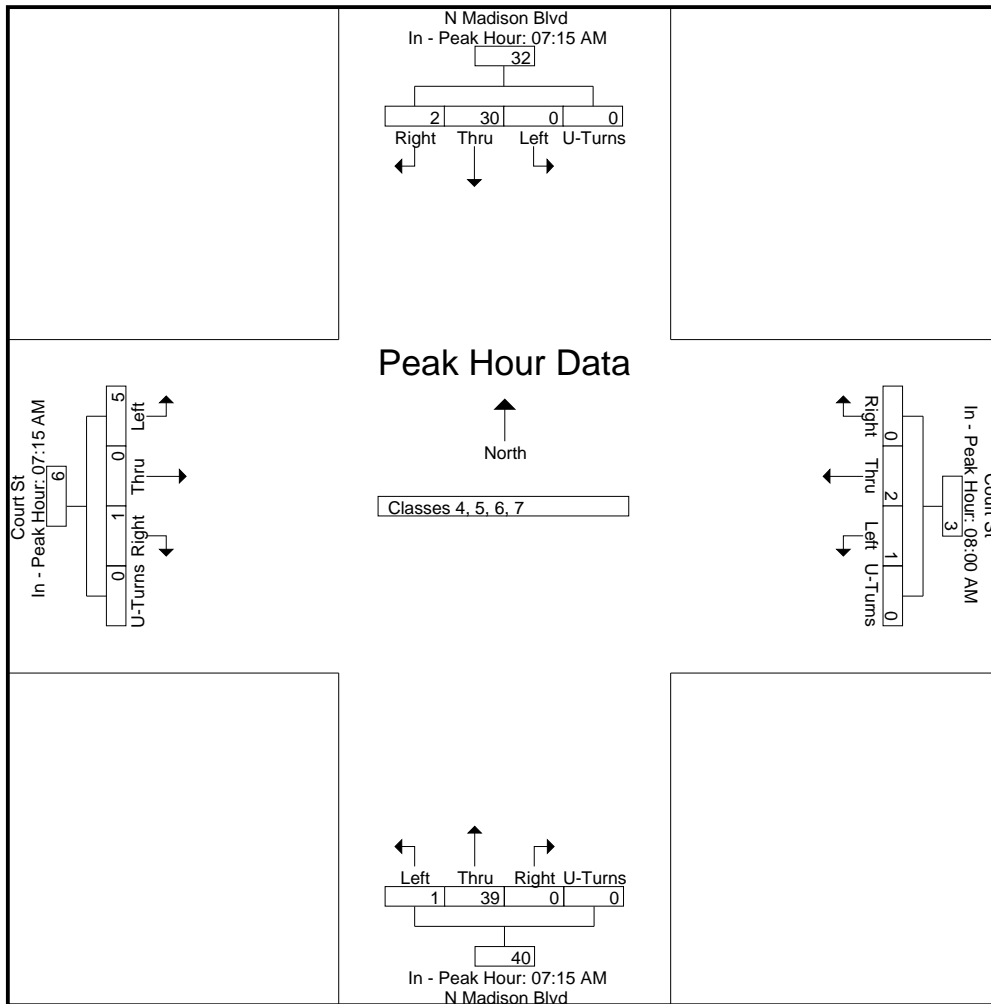 N Madison Blvd
In - Peak Hour: 07:15 AM
32
2 30 0 0
Right Thru Left U-Turns
Peak Hour Data
North
Classes 4, 5, 6, 7
Court St
In - Peak Hour: 07:15 AM
6
5 0 1 0
Left Thru Right U-Turns
Court St
In - Peak Hour: 08:00 AM
3
0 2 1 0
Right Thru Left U-Turns
Left Thru Right U-Turns
1 39 0 0
40
In - Peak Hour: 07:15 AM
N Madison Blvd